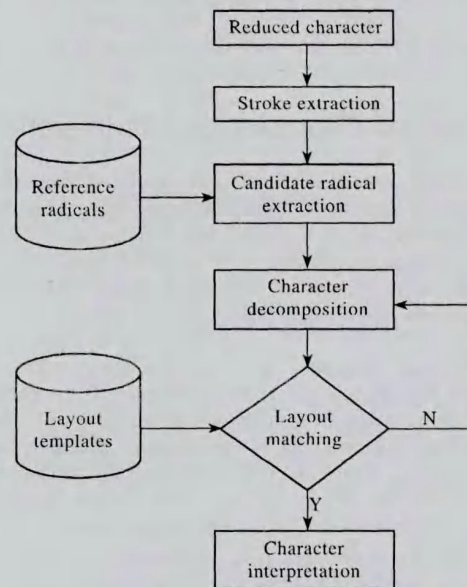 Reduced character
Stroke extraction
Reference
radicals
Candidate radical
extraction
Character
decomposition
Layout
templates
Layout
matching
N
Y
Character
interpretation